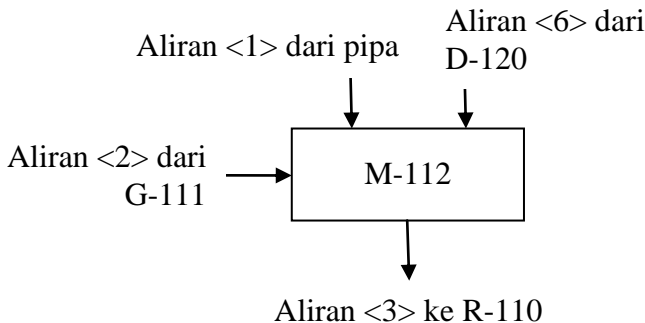 Aliran <1> dari pipa
Aliran <6> dari
D-120
Aliran <2> dari
G-111
M-112
Aliran <3> ke R-110